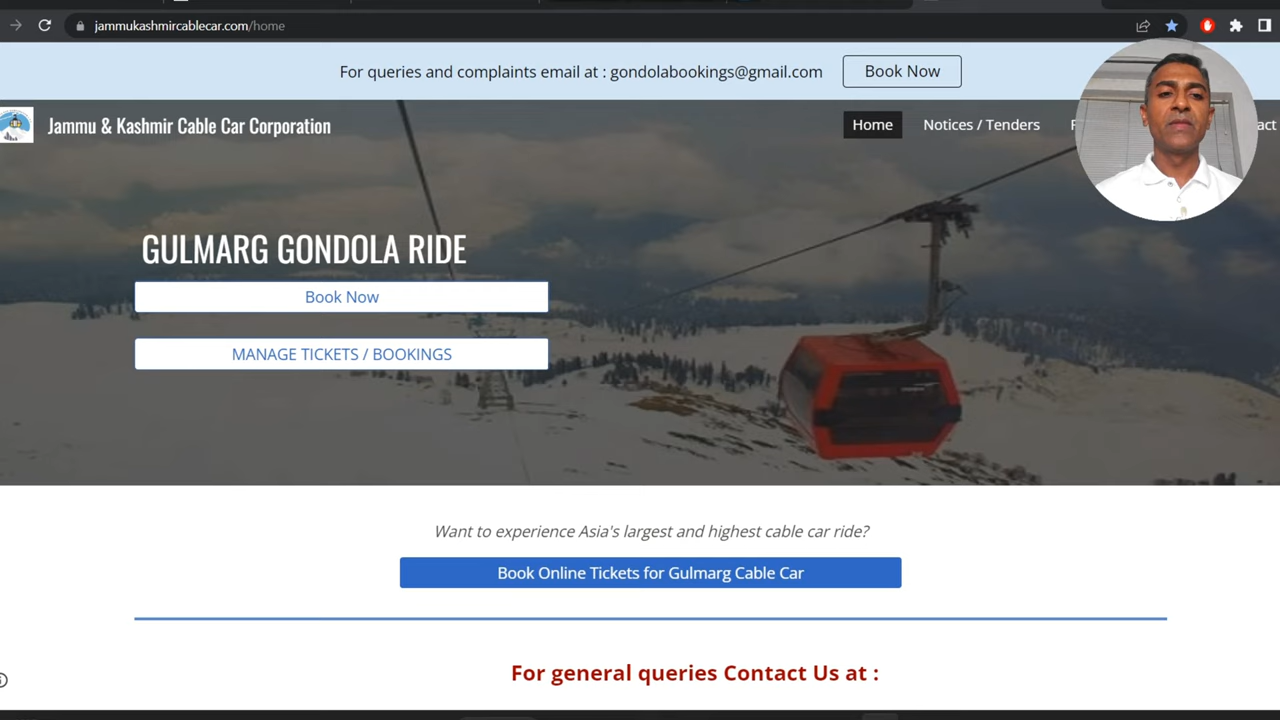 jammukashmircablecar.com/home
For queries and complaints email at : gondolabookings@gmail.com
Book Now
Jammu & Kashmir Cable Car Corporation
Home
Notices / Tenders
GULMARG GONDOLA RIDE
Book Now
MANAGE TICKETS / BOOKINGS
Want to experience Asia's largest and highest cable car ride?
Book Online Tickets for Gulmarg Cable Car
For general queries Contact Us at :